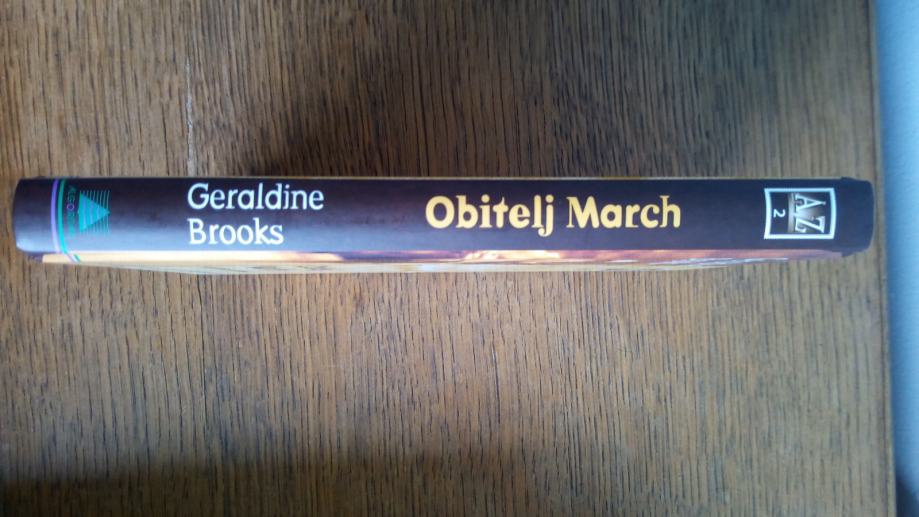 Geraldine
Brooks
Obitelj March
A Z
2